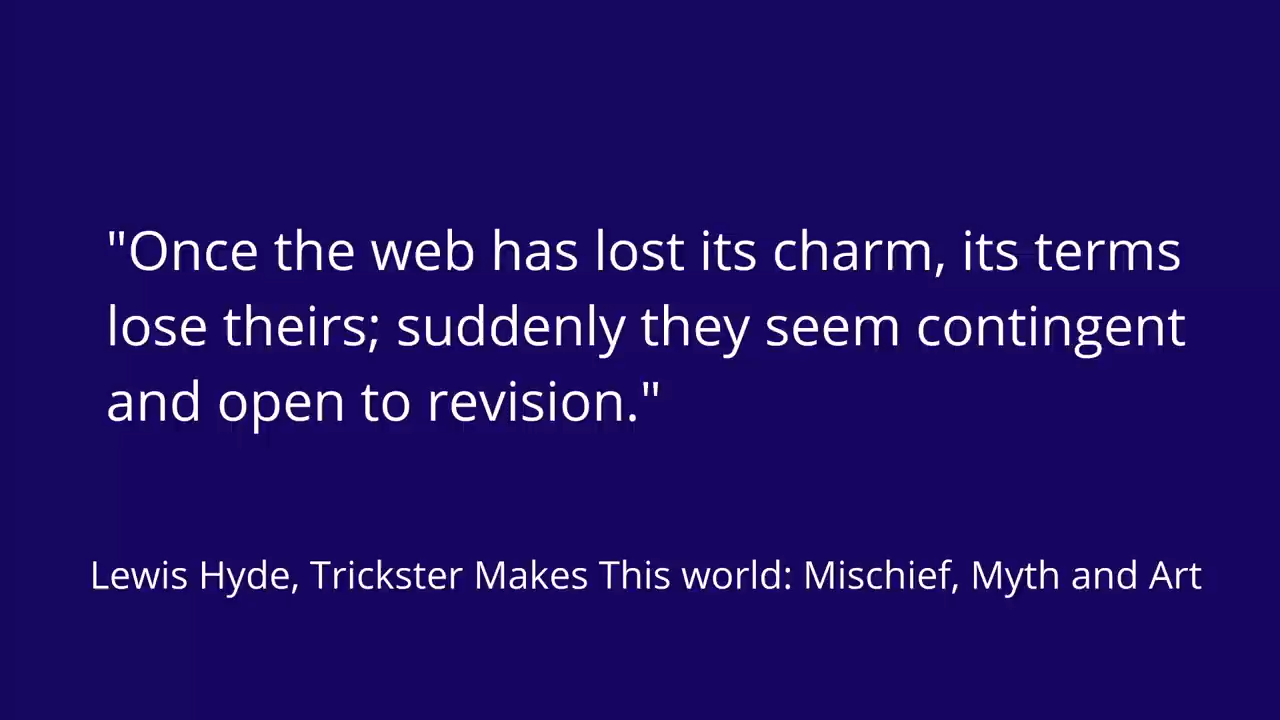 "Once the web has lost its charm, its terms
lose theirs; suddenly they seem contingent
and open to revision."
Lewis Hyde, Trickster Makes This world: Mischief, Myth and Art